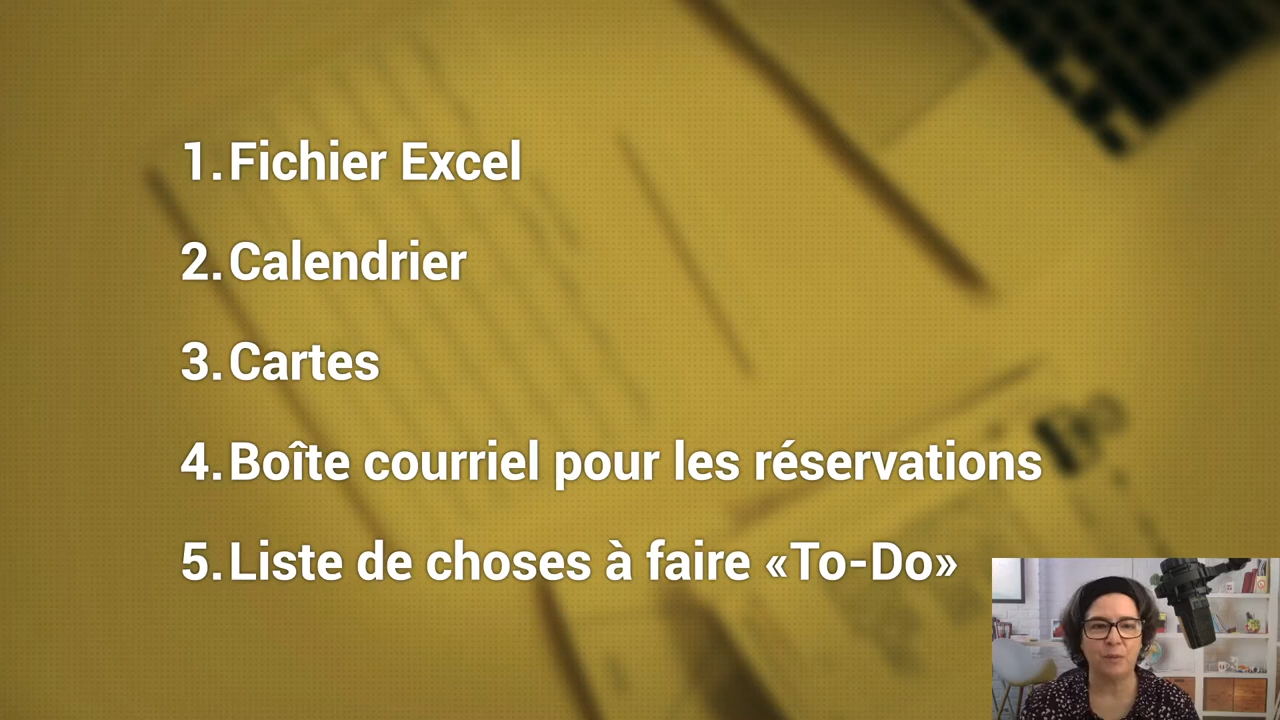 1. Fichier Excel
2. Calendrier
3. Cartes
4. Boîte courriel pour les réservations
5. Liste de choses à faire «To-Do»